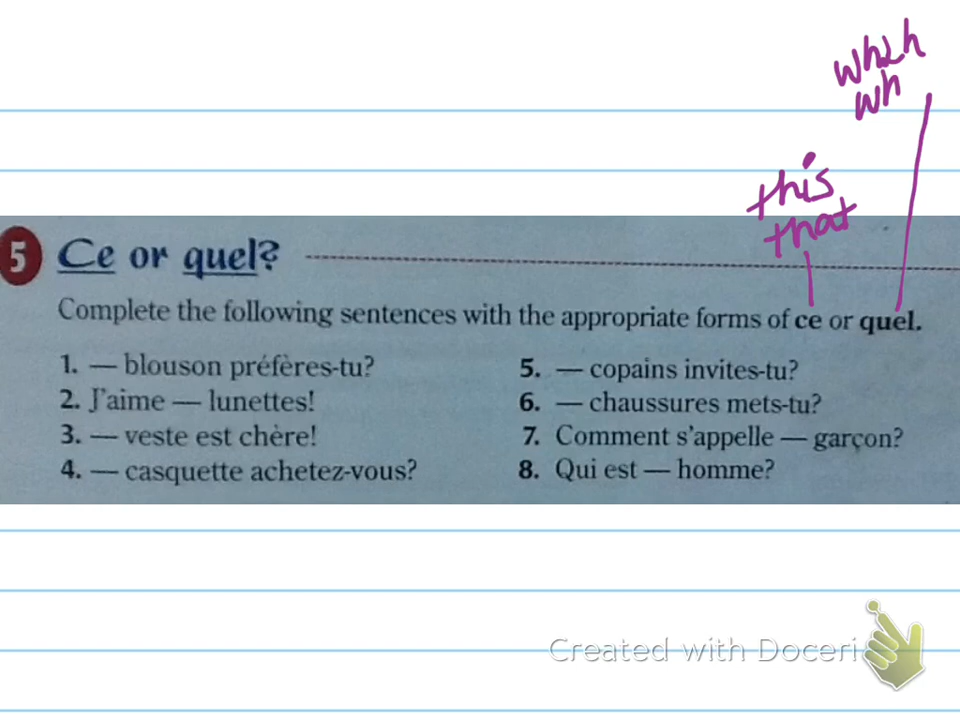 which
wh
this
that
5 Ce or quel?
Complete the following sentences with the appropriate forms of ce or quel.
1. — blouson préfères-tu?
2. J'aime — lunettes!
3. — veste est chère!
4. — casquette achetez-vous?
5. — copains invites-tu?
6. — chaussures mets-tu?
7. Comment s'appelle — garçon?
8. Qui est — homme?
Created with Doceri